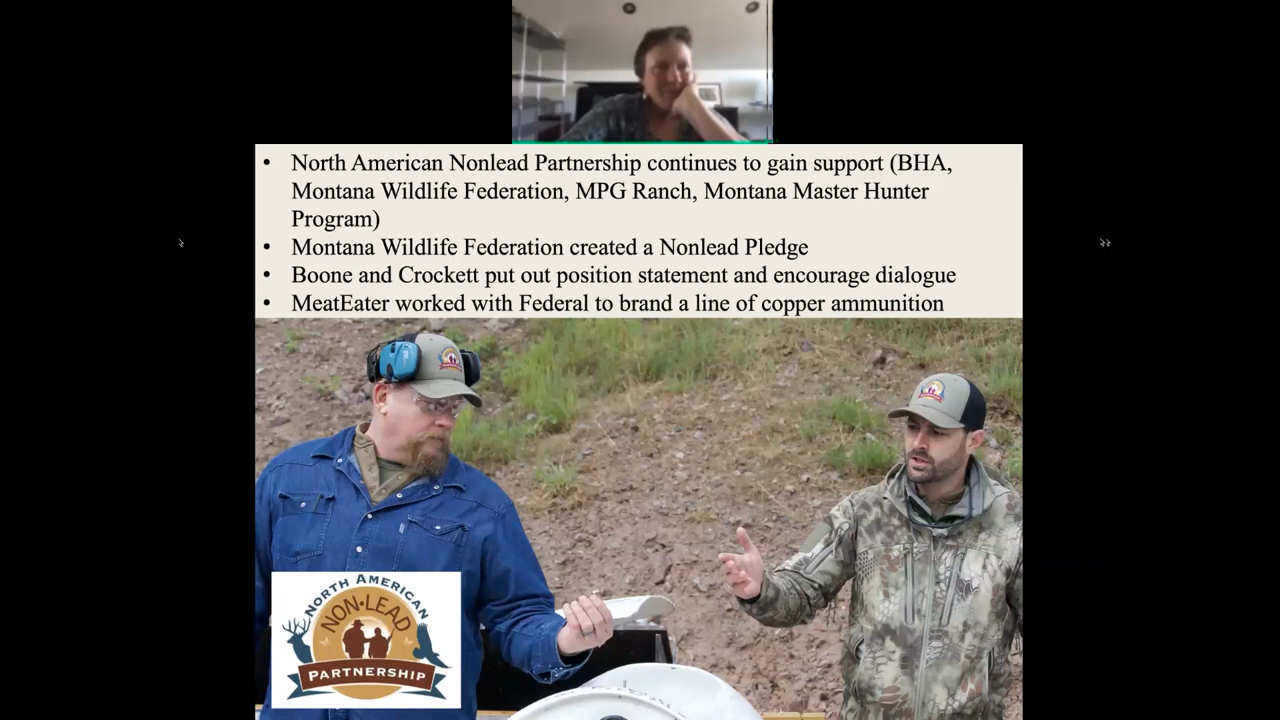 • North American Nonlead Partnership continues to gain support (BHA,
Montana Wildlife Federation, MPG Ranch, Montana Master Hunter
Program)
• Montana Wildlife Federation created a Nonlead Pledge
• Boone and Crockett put out position statement and encourage dialogue
• MeatEater worked with Federal to brand a line of copper ammunition
NORTH AMERICAN
NON·LEAD
PARTNERSHIP